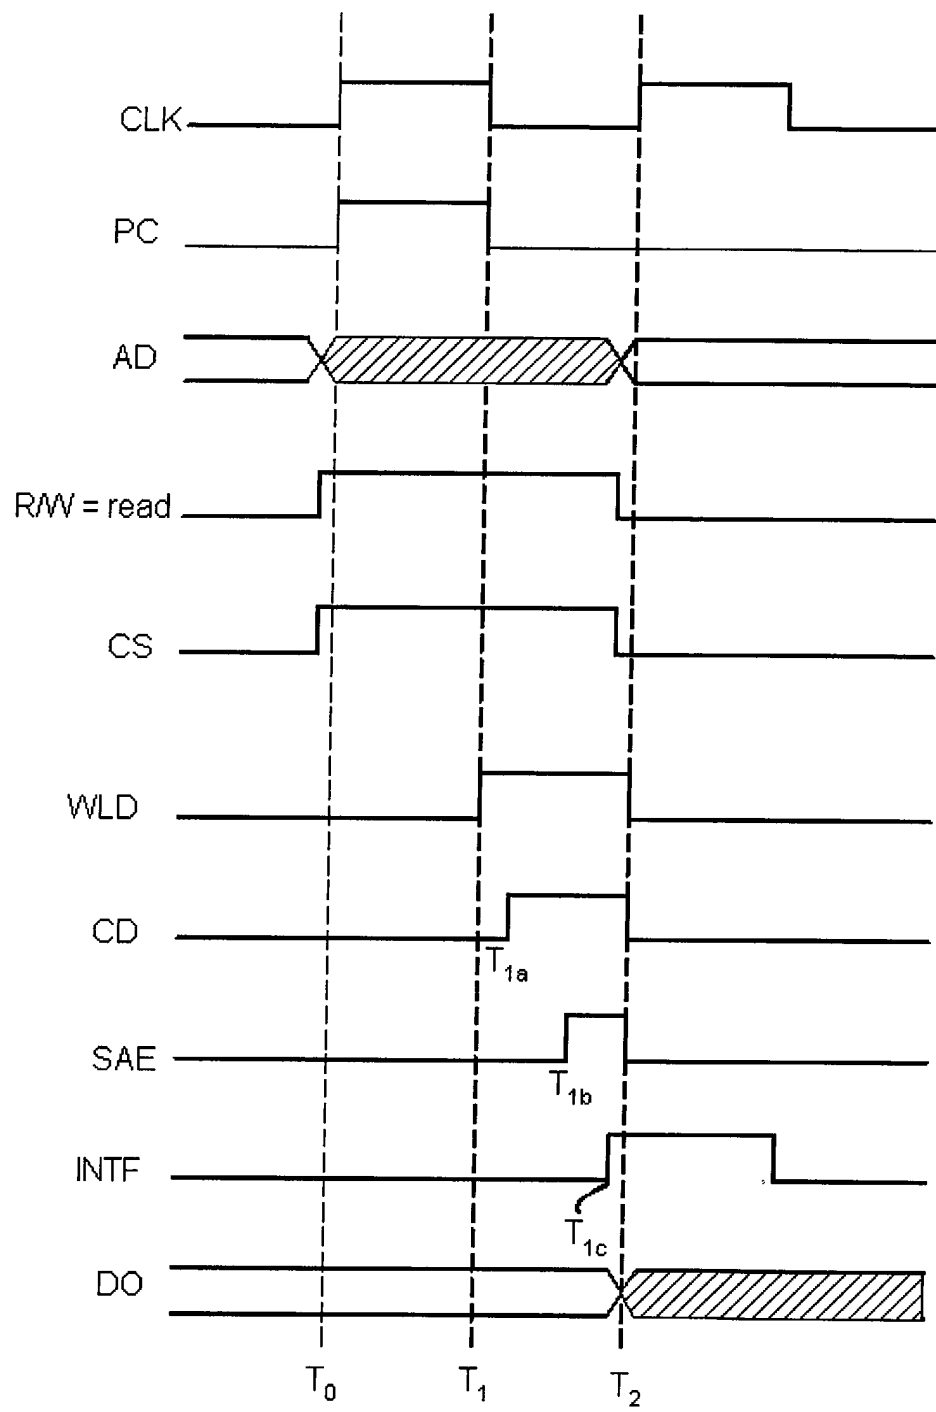 CLK
PC
AD
R/W = read
CS
WLD
CD
T1a
SAE
T1b
INTF
T1c
DO
T0 T1 T2